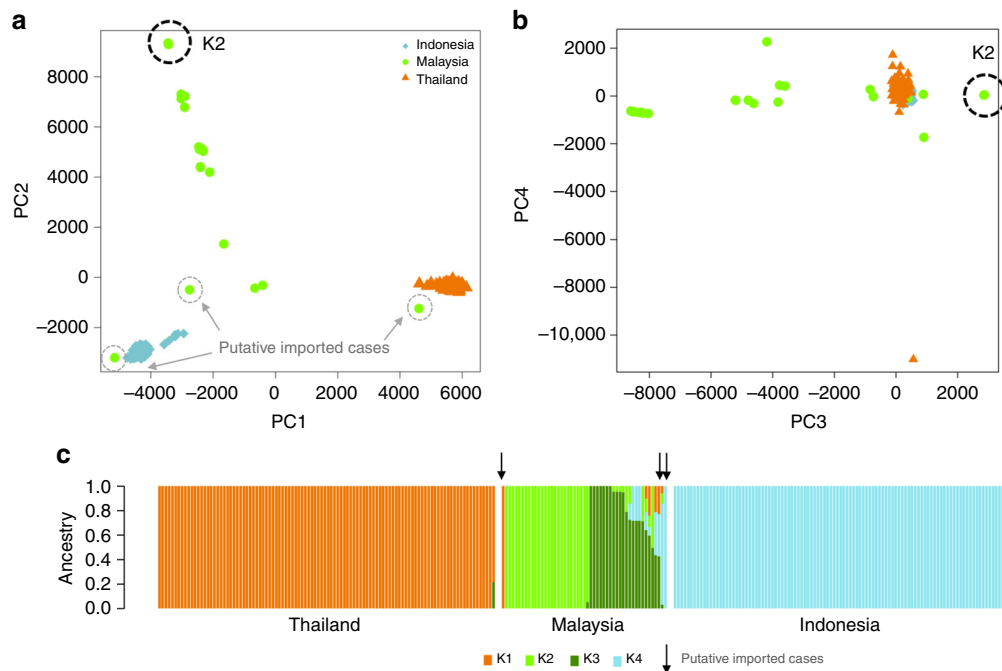 a
K2
Indonesia
Malaysia
Thailand
8000
6000
4000
2000
0
−2000
PC2
Putative imported cases
−4000 −2000 0 2000 4000 6000
PC1
b
K2
2000
0
−2000
−4000
−6000
−8000
−10,000
PC4
−8000 −6000 −4000 −2000 0 2000
PC3
c
1.0
0.8
0.6
0.4
0.2
0.0
Ancestry
Thailand Malaysia Indonesia
K1 K2 K3 K4 Putative imported cases